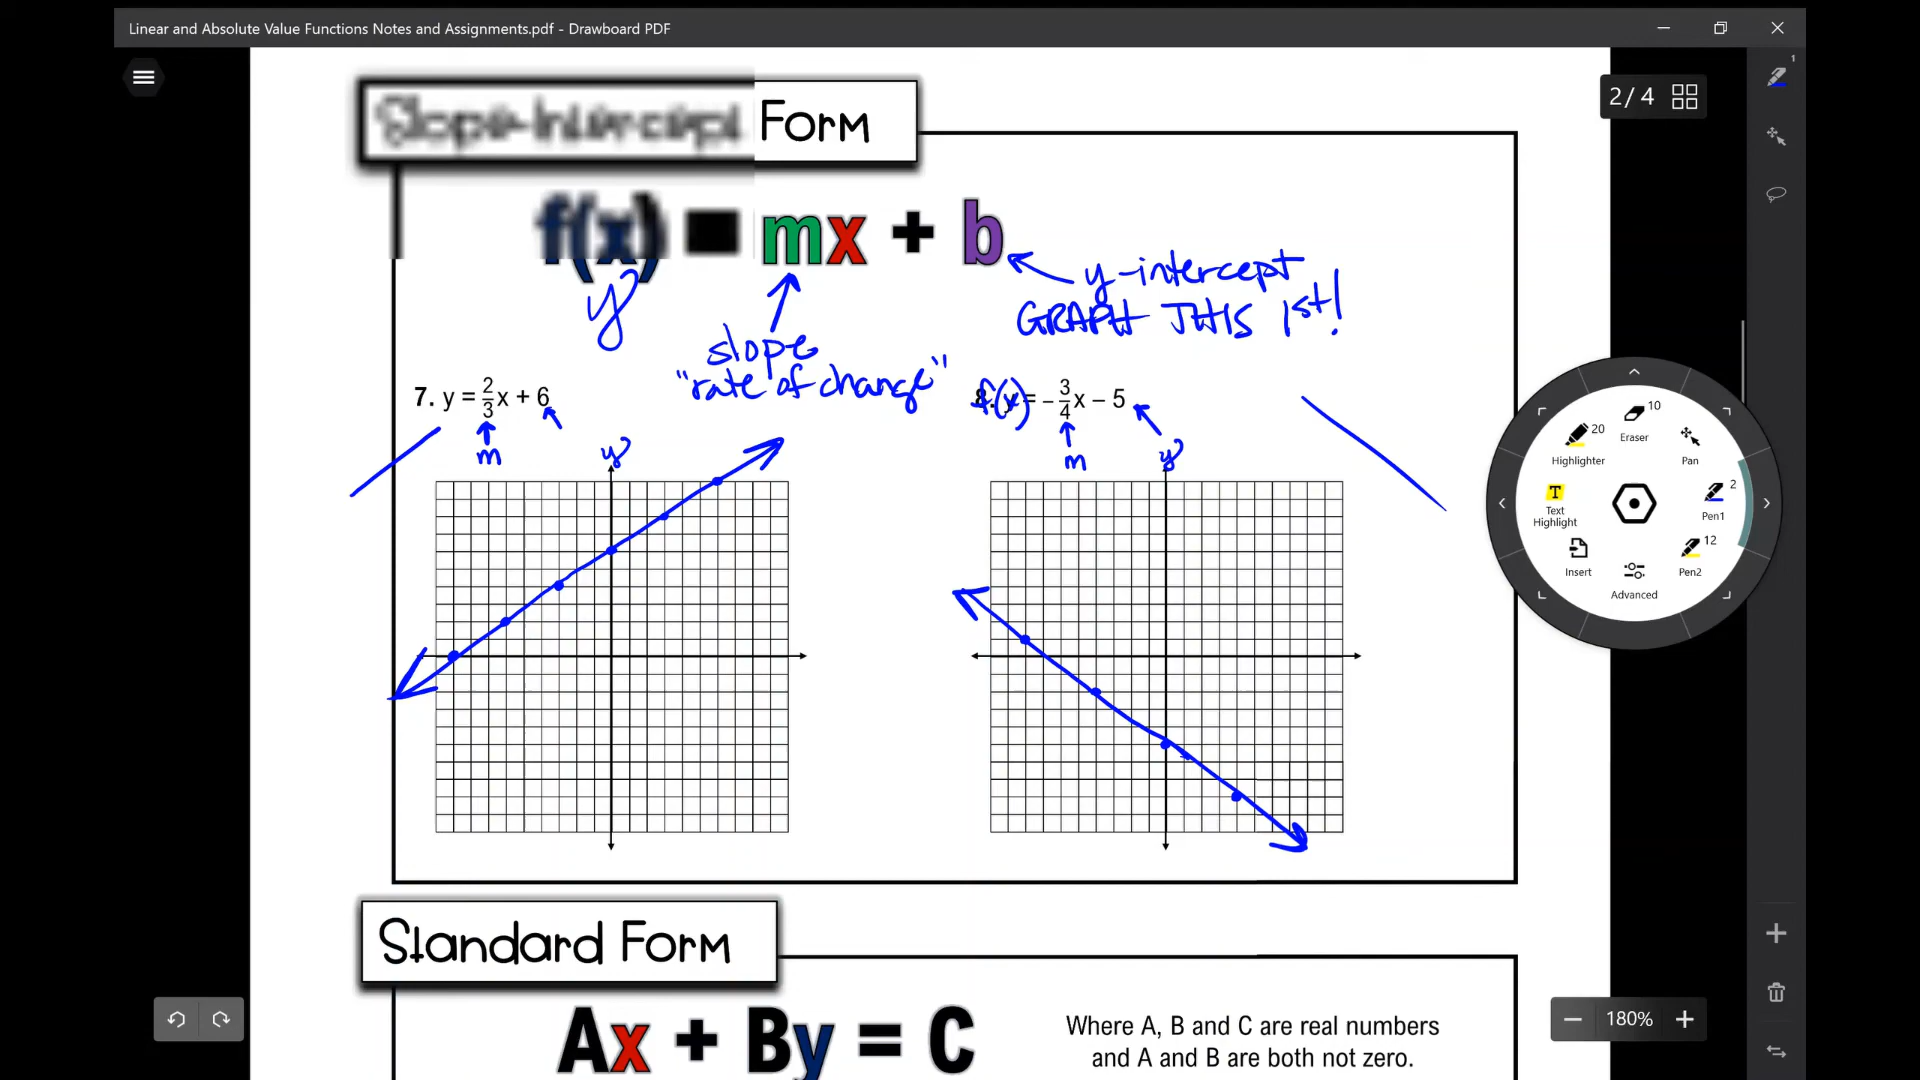 Linear and Absolute Value Functions Notes and Assignments.pdf - Drawboard PDF
2 / 4
1
Slope-Intercept Form
f(x) = mx + b
y
y-intercept
GRAPH THIS 1st!
slope
"rate of change"
7. y = 2/3x + 6
m
y
f(x) = -3/4x - 5
m
y
Eraser 10
Highlighter 20
Pan
Text Highlight
Pen1 2
Insert
Pen2 12
Advanced
Standard Form
Ax + By = C
Where A, B and C are real numbers
and A and B are both not zero.
180%